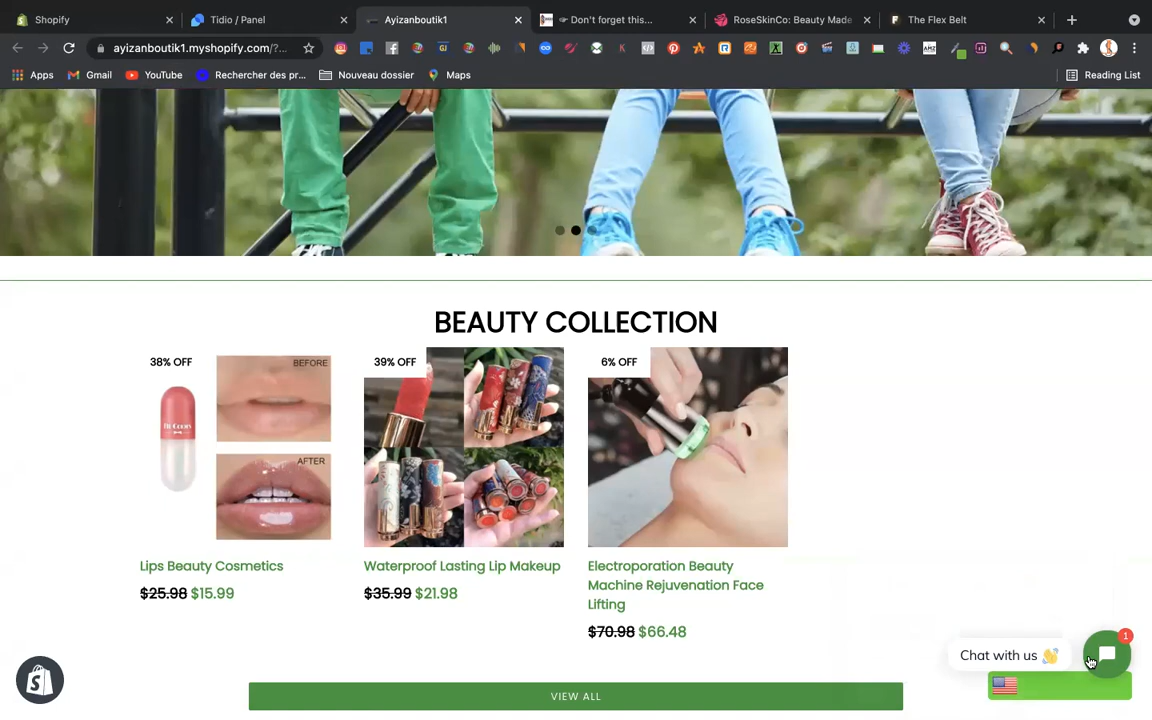 Shopify
Tidio / Panel
Ayizanboutik1
☞ Don't forget this...
RoseSkinCo: Beauty Made
The Flex Belt
ayizanboutik1.myshopify.com/?...
Apps
Gmail
YouTube
Rechercher des pr...
Nouveau dossier
Maps
Reading List
BEAUTY COLLECTION
38% OFF
BEFORE
AFTER
39% OFF
6% OFF
Lips Beauty Cosmetics
$25.98 $15.99
Waterproof Lasting Lip Makeup
$35.99 $21.98
Electroporation Beauty
Machine Rejuvenation Face
Lifting
$70.98 $66.48
Chat with us 👋
1
VIEW ALL